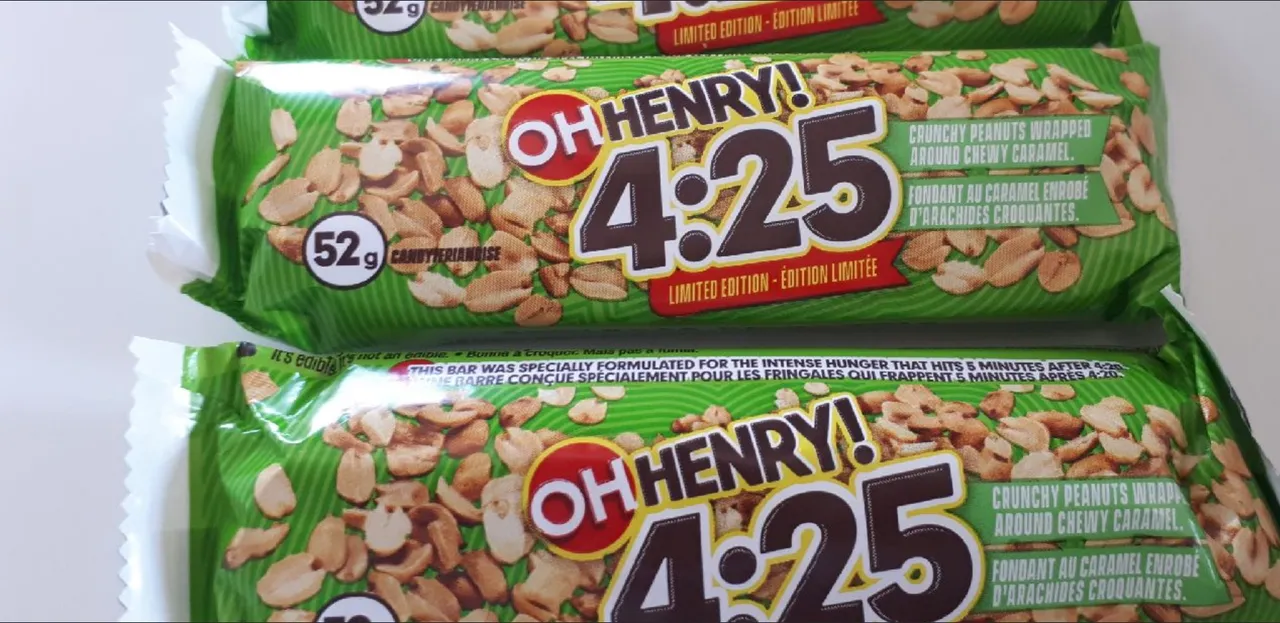 52g
LIMITED EDITION - ÉDITION LIMITÉE
OH HENRY!
4:25
CRUNCHY PEANUTS WRAPPED
AROUND CHEWY CARAMEL.
FONDANT AU CARAMEL ENROBÉ
D'ARACHIDES CROQUANTES.
52g
CANDY/FRIANDISE
LIMITED EDITION - ÉDITION LIMITÉE
It's edible, it's not an edible. • Bonne à croquer. Mais pas à fumer.
THIS BAR WAS SPECIALLY FORMULATED FOR THE INTENSE HUNGER THAT HITS 5 MINUTES AFTER 4:20.
UNE BARRE CONÇUE SPÉCIALEMENT POUR LES FRINGALES QUI FRAPPENT 5 MINUTES APRÈS 4:20.
OH HENRY!
4:25
CRUNCHY PEANUTS WRAPP
AROUND CHEWY CARAMEL.
FONDANT AU CARAMEL ENROBÉ
D'ARACHIDES CROQUANTES.